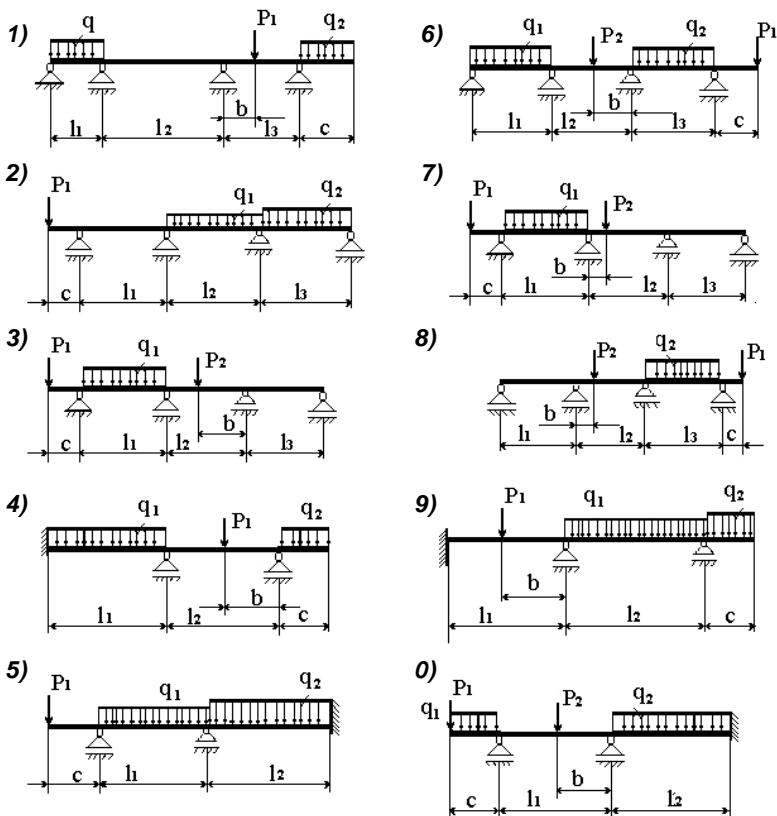 1) q P₁ q₂
b
l₁ l₂ l₃ c
6) q₁ P₂ q₂ P₁
b
l₁ l₂ l₃ c
2) P₁ q₁ q₂
c l₁ l₂ l₃
7) P₁ q₁ P₂
b
c l₁ l₂ l₃
3) P₁ q₁ P₂
b
c l₁ l₂ l₃
8) P₂ q₂ P₁
b
l₁ l₂ l₃ c
4) q₁ P₁ q₂
b
l₁ l₂ c
9) P₁ q₁ q₂
b
l₁ l₂ c
5) P₁ q₁ q₂
c l₁ l₂
0) q₁ P₁ P₂ q₂
b
c l₁ l₂